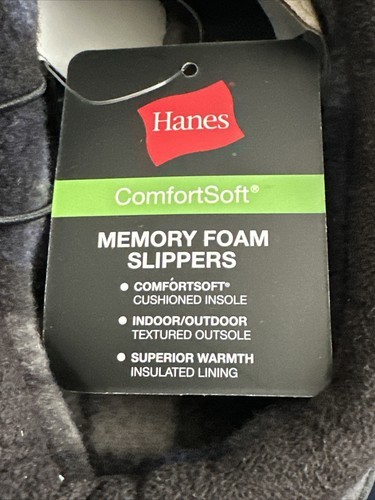 Hanes
ComfortSoft®
MEMORY FOAM
SLIPPERS
● COMFORTSOFT®
CUSHIONED INSOLE
● INDOOR/OUTDOOR
TEXTURED OUTSOLE
● SUPERIOR WARMTH
INSULATED LINING